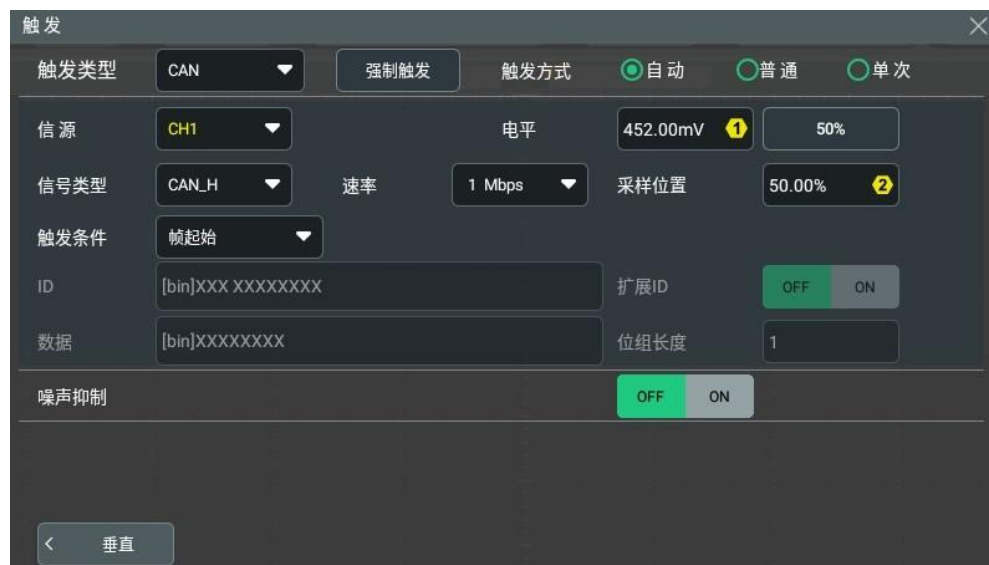 触发
触发类型 CAN 强制触发 触发方式 自动 普通 单次
信源 CH1 电平 452.00mV 1 50%
信号类型 CAN_H 速率 1 Mbps 采样位置 50.00% 2
触发条件 帧起始
ID [bin]XXX XXXXXXXX 扩展ID OFF ON
数据 [bin]XXXXXXXX 位组长度 1
噪声抑制 OFF ON
垂直